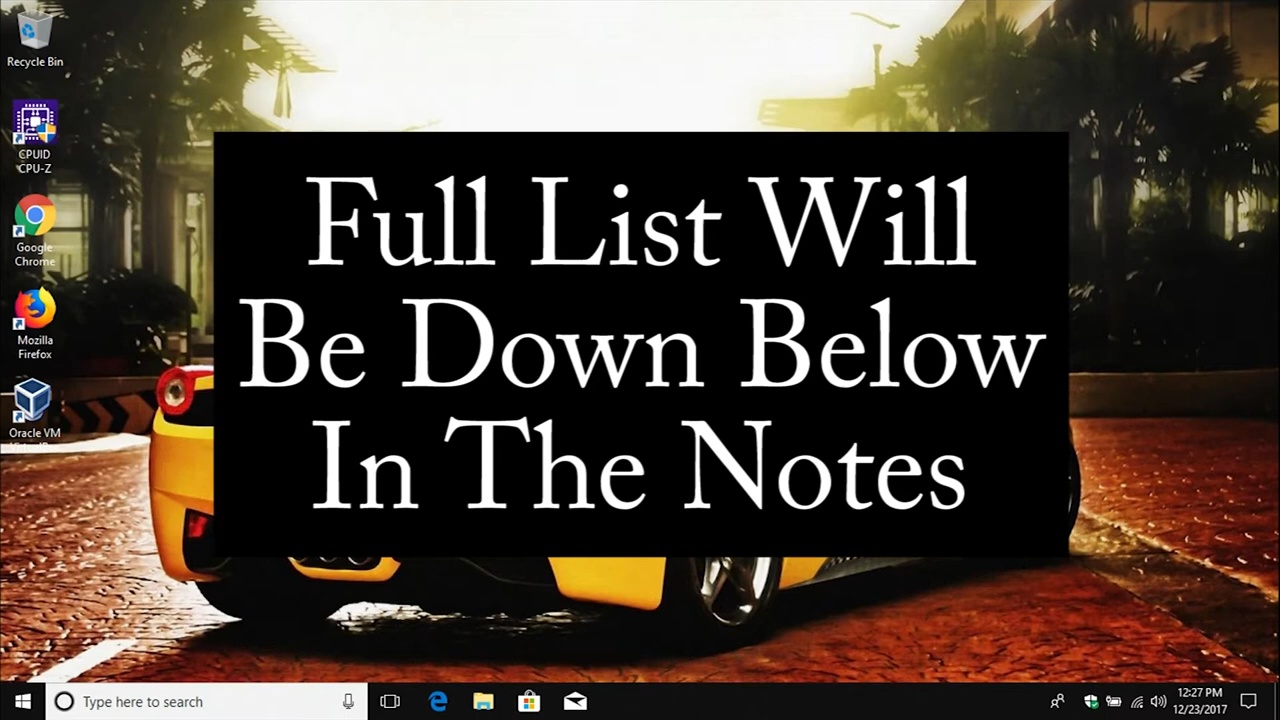 Recycle Bin
CPUID
CPU-Z
Google
Chrome
Mozilla
Firefox
Oracle VM
Full List Will
Be Down Below
In The Notes
Type here to search
12:27 PM
12/23/2017